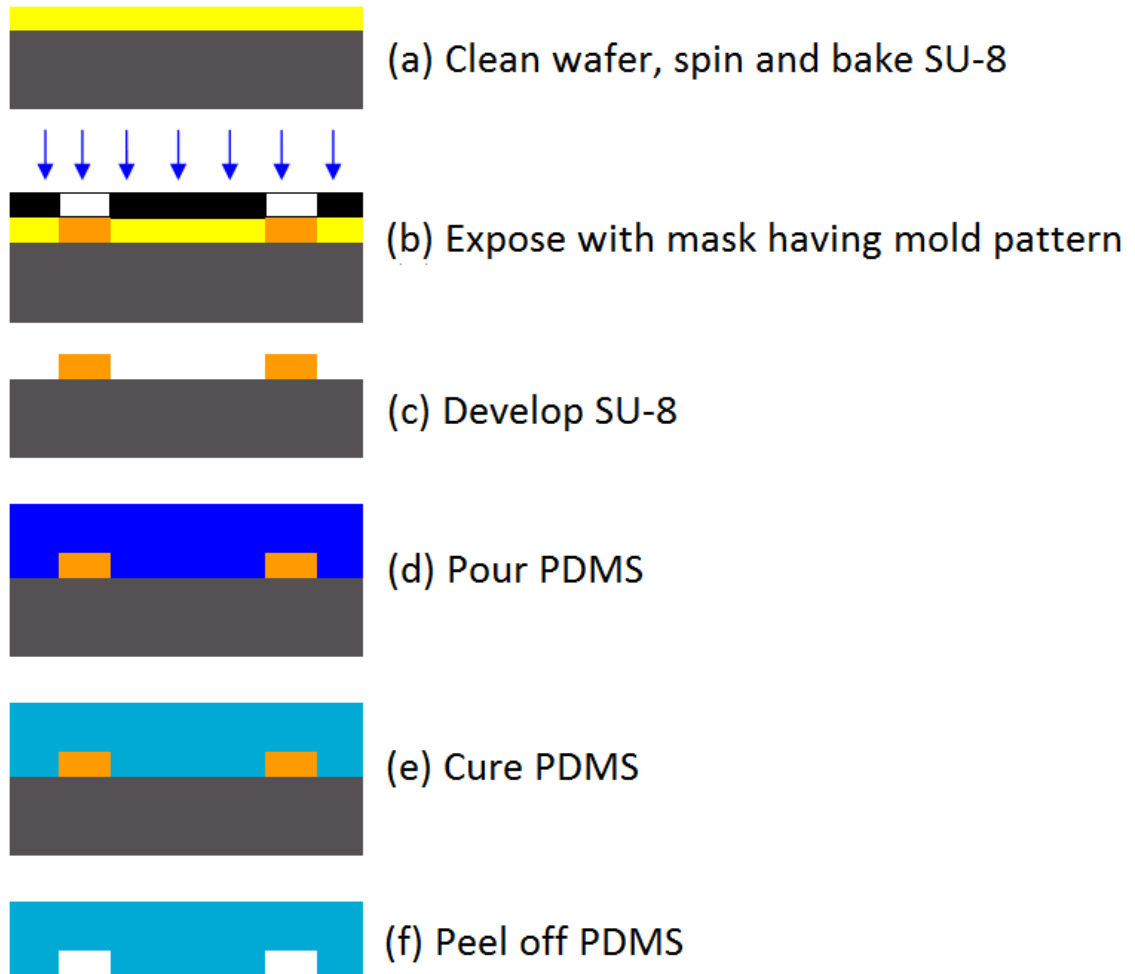 (a) Clean wafer, spin and bake SU-8
(b) Expose with mask having mold pattern
(c) Develop SU-8
(d) Pour PDMS
(e) Cure PDMS
(f) Peel off PDMS